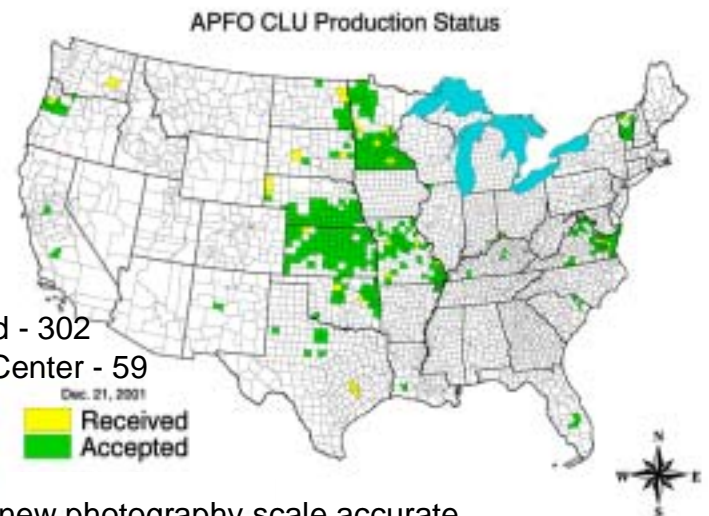 APFO CLU Production Status
d - 302
Center - 59
Dec. 21, 2001
Received
Accepted
N
W E
S
new photography scale accurate